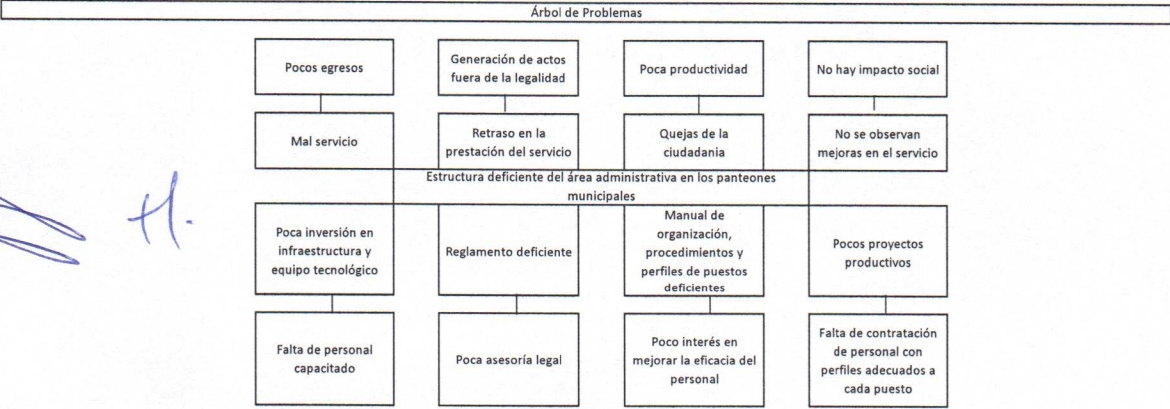 Árbol de Problemas
Pocos egresos
Generación de actos
fuera de la legalidad
Poca productividad
No hay impacto social
Mal servicio
Retraso en la
prestación del servicio
Quejas de la
ciudadania
No se observan
mejoras en el servicio
Estructura deficiente del área administrativa en los panteones
municipales
Poca inversión en
infraestructura y
equipo tecnológico
Reglamento deficiente
Manual de
organización,
procedimientos y
perfiles de puestos
deficientes
Pocos proyectos
productivos
Falta de personal
capacitado
Poca asesoría legal
Poco interés en
mejorar la eficacia del
personal
Falta de contratación
de personal con
perfiles adecuados a
cada puesto